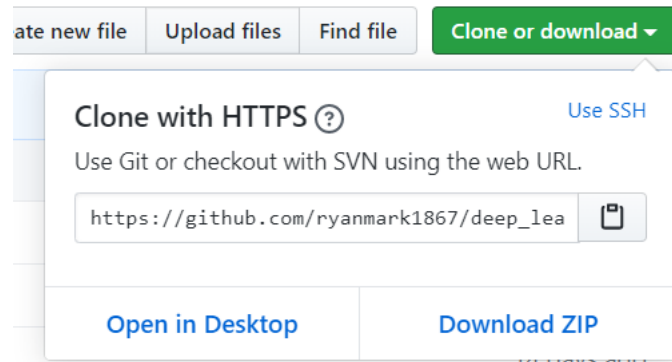 ate new file Upload files Find file Clone or download
Clone with HTTPS ? Use SSH
Use Git or checkout with SVN using the web URL.
https://github.com/ryanmark1867/deep_lea
Open in Desktop Download ZIP